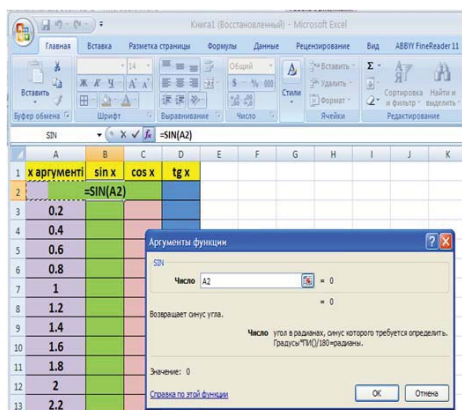 Книга1 (Восстановленный) - Microsoft Excel
Главная Вставка Разметка страницы Формулы Данные Рецензирование Вид ABBYY FineReader 11
Вставить
Ж К Ч 14 A A
Общий
% 000
Стили
Вставить
Удалить
Формат
Σ
Сортировка и фильтр
Найти и выделить
Буфер обмена Шрифт Выравнивание Число Ячейки Редактирование
SIN fx =SIN(A2)
A B C D E F G H I J K
1 х аргументі sin x cos x tg x
2 =SIN(A2)
3 0.2
4 0.4
5 0.6
6 0.8
7 1
8 1.2
9 1.4
10 1.6
11 1.8
12 2
13 2.2
Аргументы функции
SIN
Число A2 = 0
= 0
Возвращает синус угла.
Число угол в радианах, синус которого требуется определить.
Градусы*ПИ()/180=радианы.
Значение: 0
Справка по этой функции
ОК Отмена